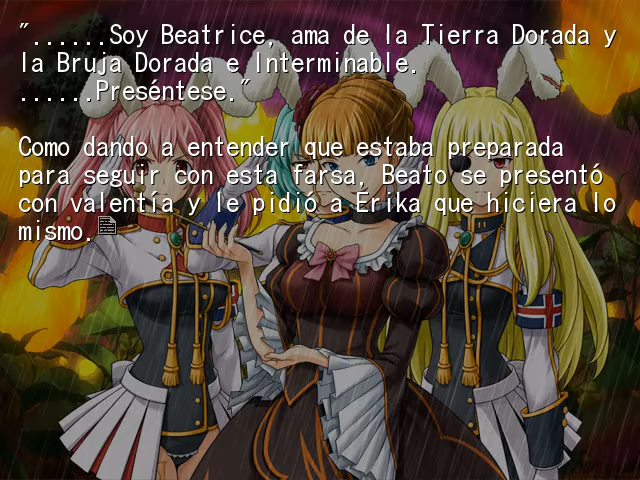 "......Soy Beatrice, ama de la Tierra Dorada y
la Bruja Dorada e Interminable.
......Preséntese."
Como dando a entender que estaba preparada
para seguir con esta farsa, Beato se presentó
con valentía y le pidió a Erika que hiciera lo
mismo.